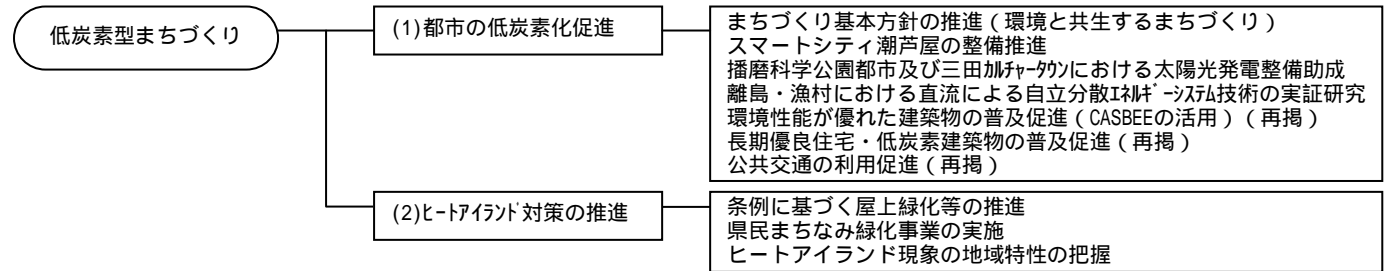 低炭素型まちづくり
(1)都市の低炭素化促進
まちづくり基本方針の推進（環境と共生するまちづくり）
スマートシティ潮芦屋の整備推進
播磨科学公園都市及び三田ｶﾙﾁｬｰﾀｳﾝにおける太陽光発電整備助成
離島・漁村における直流による自立分散ｴﾈﾙｷﾞｰｼｽﾃﾑ技術の実証研究
環境性能が優れた建築物の普及促進（CASBEEの活用）（再掲）
長期優良住宅・低炭素建築物の普及促進（再掲）
公共交通の利用促進（再掲）
(2)ﾋｰﾄｱｲﾗﾝﾄﾞ対策の推進
条例に基づく屋上緑化等の推進
県民まちなみ緑化事業の実施
ヒートアイランド現象の地域特性の把握